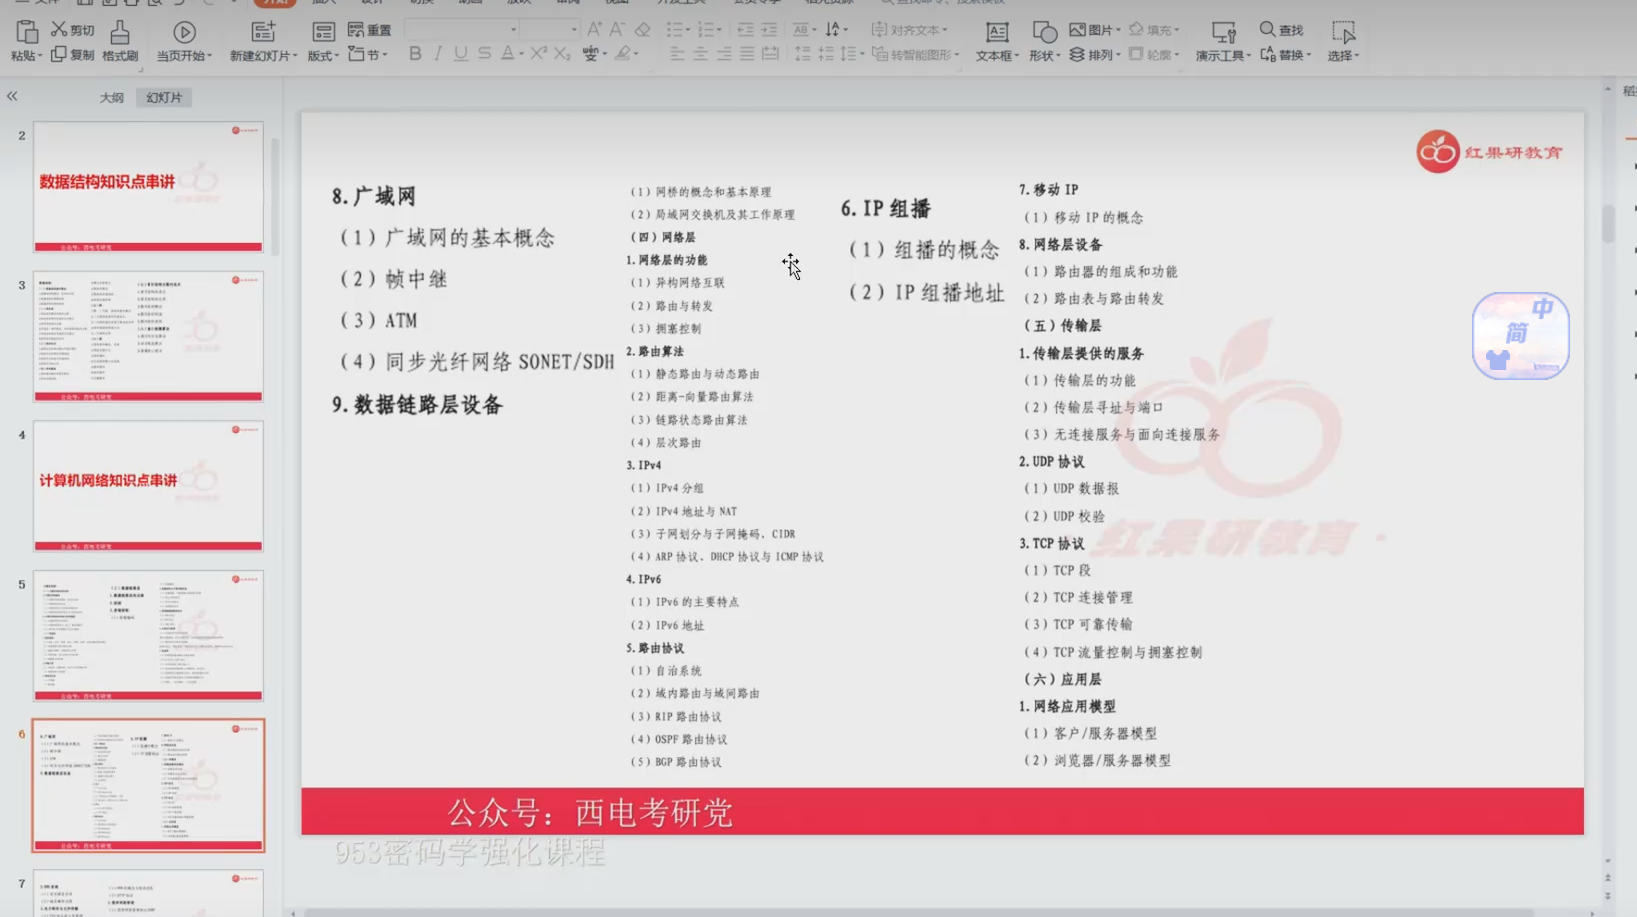 粘贴
剪切
复制
格式刷
当页开始
新建幻灯片
版式
重置
节
B I U S A X² X₂
对齐文本
转智能图形
文本框
形状
图片
排列
填充
轮廓
演示工具
查找
替换
选择
大纲
幻灯片
2
数据结构知识点串讲
3
4
计算机网络知识点串讲
5
6
7
红果研教育
8.广域网
（1）广域网的基本概念
（2）帧中继
（3）ATM
（4）同步光纤网络 SONET/SDH
9.数据链路层设备
（1）网桥的概念和基本原理
（2）局域网交换机及其工作原理
（四）网络层
1.网络层的功能
（1）异构网络互联
（2）路由与转发
（3）拥塞控制
2.路由算法
（1）静态路由与动态路由
（2）距离-向量路由算法
（3）链路状态路由算法
（4）层次路由
3.IPv4
（1）IPv4 分组
（2）IPv4 地址与 NAT
（3）子网划分与子网掩码、CIDR
（4）ARP 协议、DHCP 协议与 ICMP 协议
4.IPv6
（1）IPv6 的主要特点
（2）IPv6 地址
5.路由协议
（1）自治系统
（2）域内路由与域间路由
（3）RIP 路由协议
（4）OSPF 路由协议
（5）BGP 路由协议
6.IP 组播
（1）组播的概念
（2）IP 组播地址
7.移动 IP
（1）移动 IP 的概念
8.网络层设备
（1）路由器的组成和功能
（2）路由表与路由转发
（五）传输层
1.传输层提供的服务
（1）传输层的功能
（2）传输层寻址与端口
（3）无连接服务与面向连接服务
2.UDP 协议
（1）UDP 数据报
（2）UDP 校验
3.TCP 协议
（1）TCP 段
（2）TCP 连接管理
（3）TCP 可靠传输
（4）TCP 流量控制与拥塞控制
（六）应用层
1.网络应用模型
（1）客户/服务器模型
（2）浏览器/服务器模型
红果研教育
中
简
公众号：西电考研党
953密码学强化课程